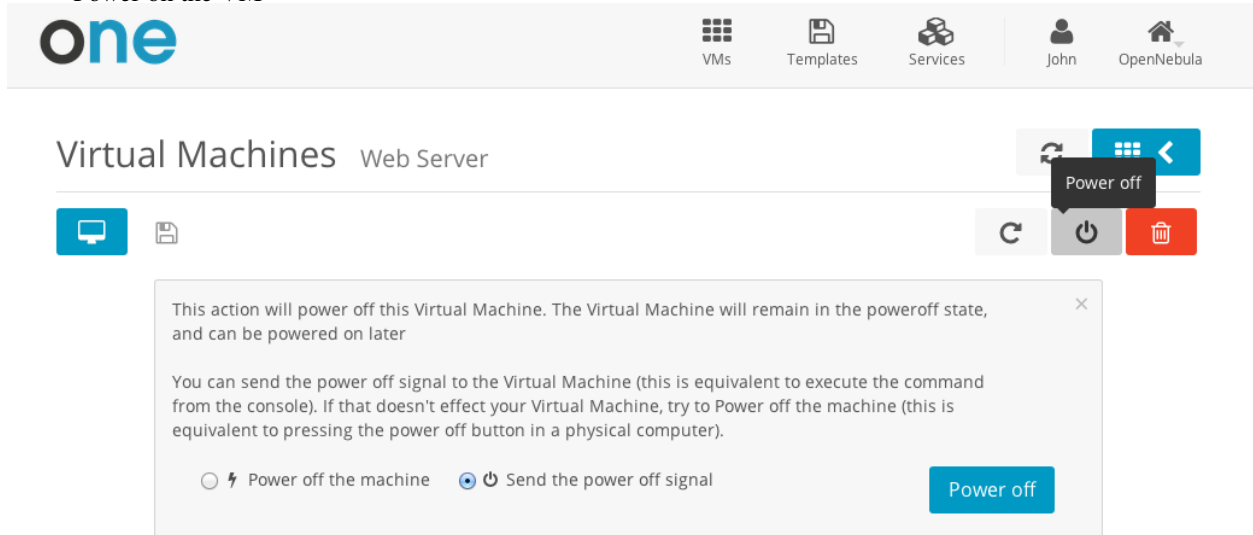 one
VMs
Templates
Services
John
OpenNebula
Virtual Machines Web Server
Power off
This action will power off this Virtual Machine. The Virtual Machine will remain in the poweroff state,
and can be powered on later
You can send the power off signal to the Virtual Machine (this is equivalent to execute the command
from the console). If that doesn't effect your Virtual Machine, try to Power off the machine (this is
equivalent to pressing the power off button in a physical computer).
Power off the machine
Send the power off signal
Power off